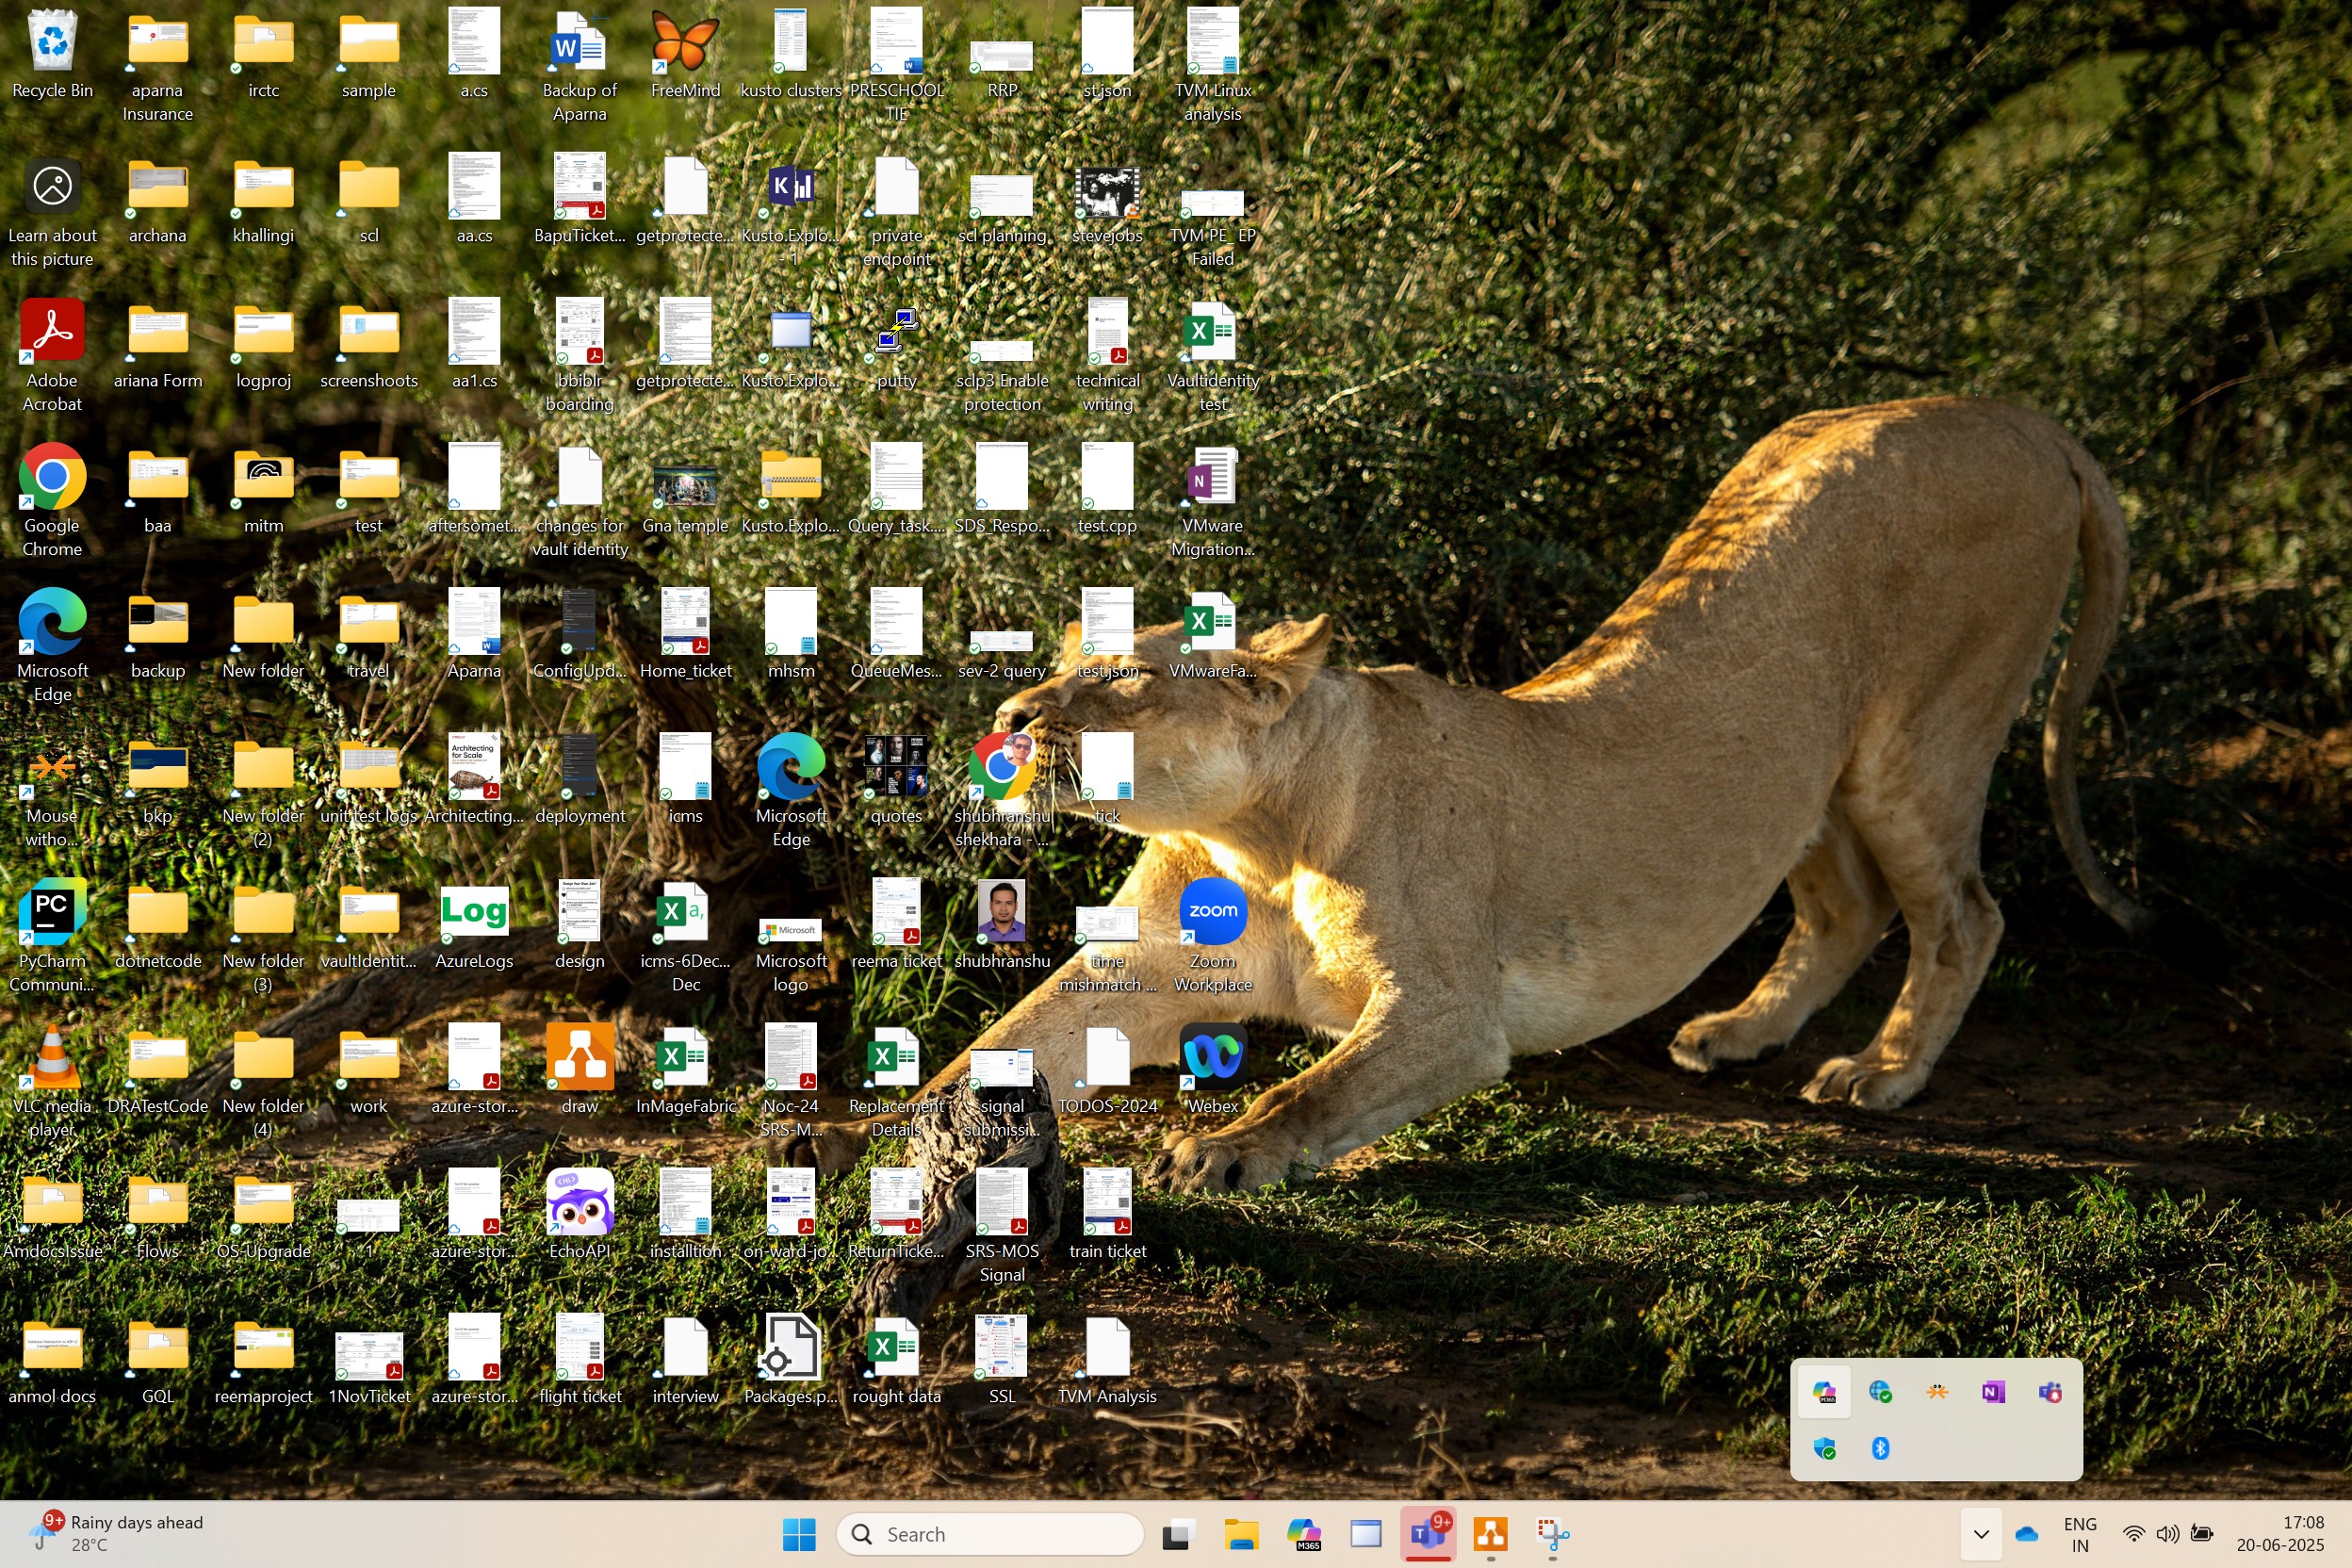 Recycle Bin
aparna
Insurance
irctc
sample
a.cs
Backup of
Aparna
FreeMind
kusto clusters
PRESCHOOL
TIE
RRP
st.json
TVM Linux
analysis
Learn about
this picture
archana
khallingi
scl
aa.cs
BapuTicket...
getprotecte...
Kusto.Explo...
- 1
private
endpoint
scl planning
stevejobs
TVM PE_ EP
Failed
Adobe
Acrobat
ariana Form
logproj
screenshoots
aa1.cs
bbiblr
boarding
getprotecte...
Kusto.Explo...
putty
sclp3 Enable
protection
technical
writing
Vaultidentity
test
Google
Chrome
baa
mitm
test
aftersomet...
changes for
vault identity
Gna temple
Kusto.Explo...
Query_task....
SDS_Respo...
test.cpp
VMware
Migration...
Microsoft
Edge
backup
New folder
travel
Aparna
ConfigUpd...
Home_ticket
mhsm
QueueMes...
sev-2 query
test.json
VMwareFa...
Architecting
for Scale
Mouse
witho...
bkp
New folder
(2)
unit test logs
Architecting...
deployment
icms
Microsoft
Edge
quotes
shubhranshu
shekhara - ...
tick
PC
Log
Microsoft
zoom
PyCharm
Communi...
dotnetcode
New folder
(3)
vaultIdentit...
AzureLogs
design
icms-6Dec...
Dec
Microsoft
logo
reema ticket
shubhranshu
time
mishmatch ...
Zoom
Workplace
VLC media
player
DRATestCode
New folder
(4)
work
azure-stor...
draw
InMageFabric
Noc-24
SRS-M...
Replacement
Details
signal
submissi...
TODOS-2024
Webex
AmdocsIssue
Flows
OS-Upgrade
1
azure-stor...
EchoAPI
installtion
on-ward-jo...
ReturnTicke...
SRS-MOS
Signal
train ticket
anmol docs
GQL
reemaproject
1NovTicket
azure-stor...
flight ticket
interview
Packages.p...
rought data
SSL
TVM Analysis
M365
9+
Rainy days ahead
28°C
Search
M365
9+
ENG
IN
17:08
20-06-2025